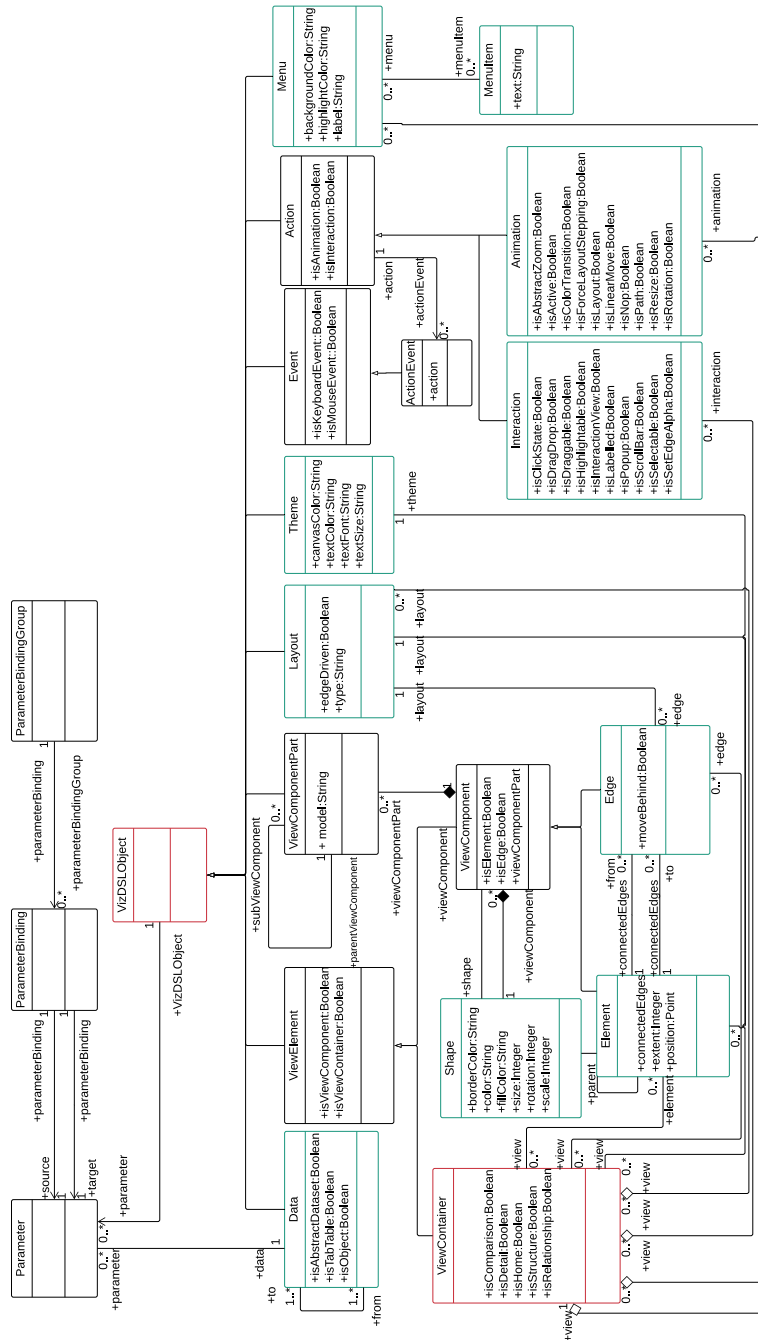 ParameterBindingGroup
1
+parameterBinding
+parameterBindingGroup
0..*
ParameterBinding
1
1
+parameterBinding
+parameterBinding
+source
1
+target
1
Parameter
0..*
+parameter
0..*
+parameter
VizDSLObject
1
+VizDSLObject
Menu
+backgroundColor:String
+highlightColor:String
+label:String
0..*
+menu
0..*
+menuItem
0..*
MenuItem
+text:String
Action
+isAnimation:Boolean
+isInteraction:Boolean
1
+action
+actionEvent
0..*
Event
+isKeyboardEvent::Boolean
+isMouseEvent::Boolean
ActionEvent
+action
Animation
+isAbstractZoom:Boolean
+isActive:Boolean
+isColorTransition:Boolean
+isForceLayoutStepping:Boolean
+isLayout:Boolean
+isLinearMove:Boolean
+isNop:Boolean
+isPath:Boolean
+isResize:Boolean
+isRotation:Boolean
+animation
0..*
Interaction
+isClickState:Boolean
+isDragDrop:Boolean
+isDraggable:Boolean
+isHighlightable:Boolean
+isInteractionView:Boolean
+isLabelled:Boolean
+isPopup:Boolean
+isScrollBar:Boolean
+isSelectable:Boolean
+isSetEdgeAlpha:Boolean
+interaction
0..*
Theme
+canvasColor:String
+textColor:String
+textFont:String
+textSize:String
+theme
1
Layout
+edgeDriven:Boolean
+type:String
0..*
+layout
1
+layout
1
+layout
ViewComponentPart
+ model:String
0..*
+subViewComponent
1
+parentViewComponent
0..*
+viewComponentPart
1
ViewComponent
+isElement:Boolean
+isEdge:Boolean
+viewComponentPart
+viewComponent
0..*
+viewComponent
+shape
1
Edge
+moveBehind:Boolean
0..*
+edge
0..*
+edge
+from
0..*
0..*
+to
+connectedEdges
1
+connectedEdges
1
ViewElement
+isViewComponent:Boolean
+isViewContainer:Boolean
Shape
+borderColor:String
+color:String
+fillColor:String
+size:Integer
+rotation:Integer
+scale:Integer
Element
+connectedEdges
+extent:Integer
+position:Point
+parent
0..*
+element
0..*
Data
+isAbstractDataset:Boolean
+isTabTable:Boolean
+isObject:Boolean
1
+data
+to
1..*
1..*
+from
ViewContainer
+isComparison:Boolean
+isDetail:Boolean
+isHome:Boolean
+isStructure:Boolean
+isRelationship:Boolean
+view
0..*
+view
0..*
+view
0..*
+view
0..*
+view
0..*
+view
0..*
+view
1